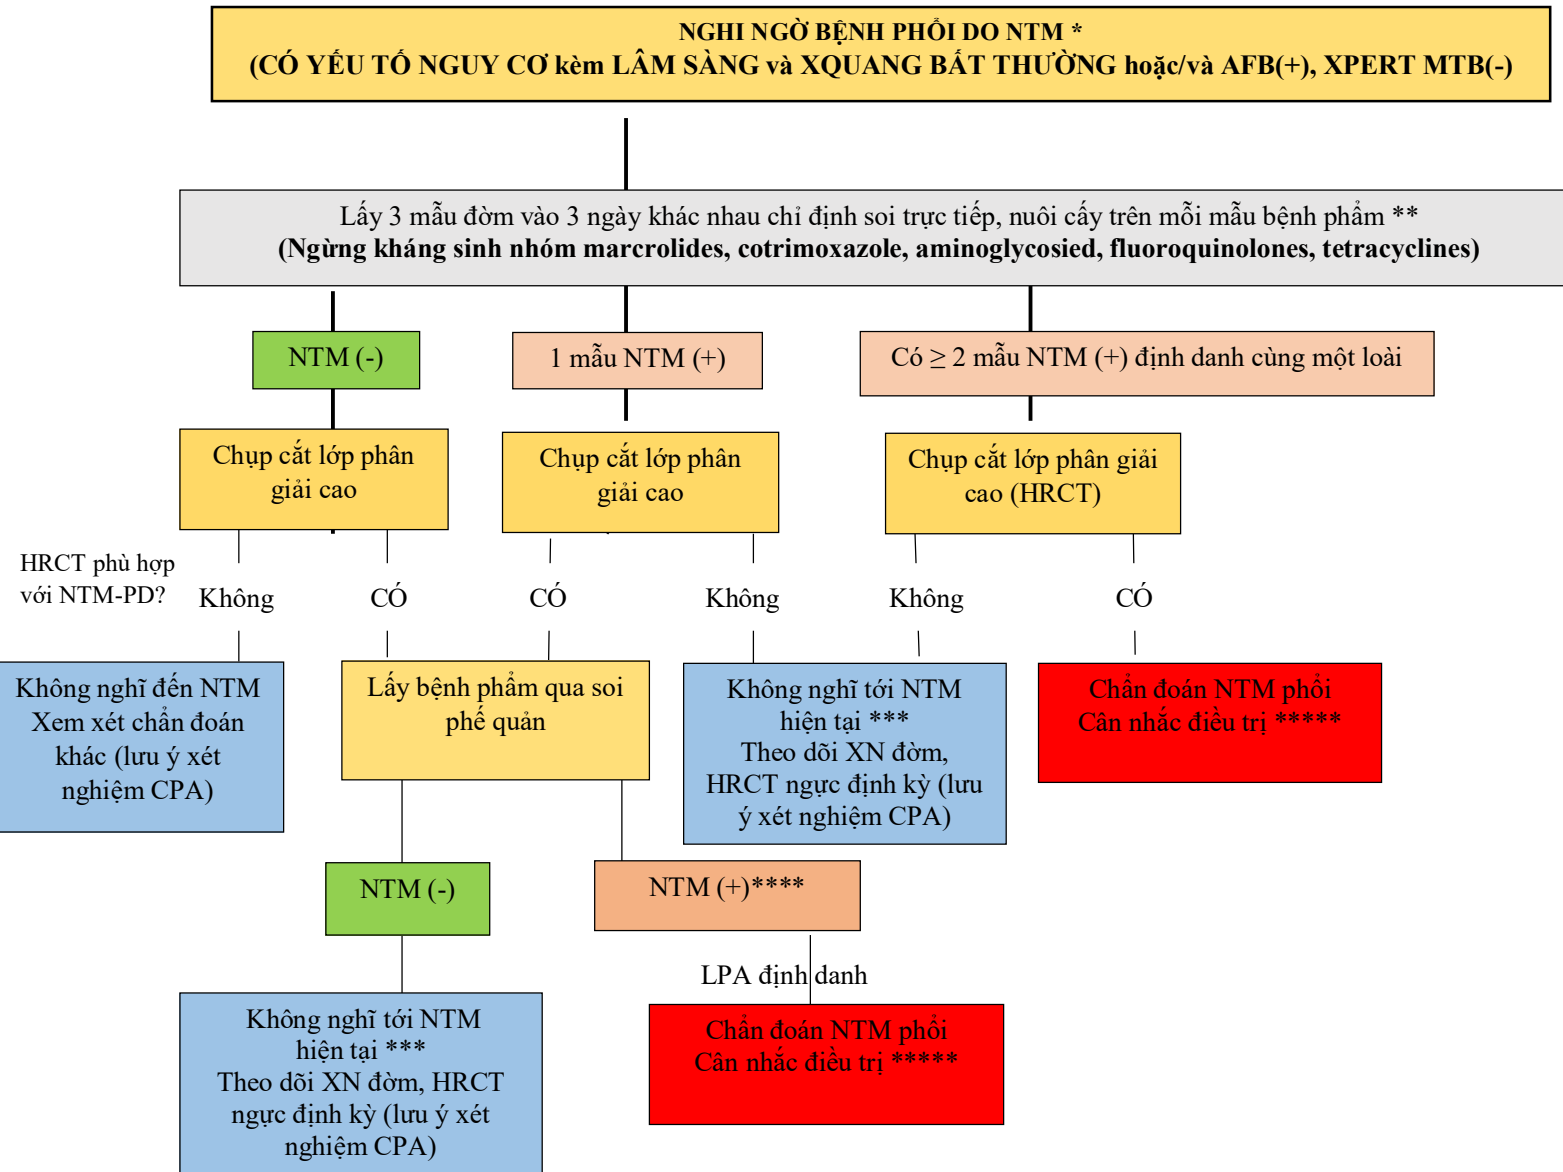 NGHI NGỜ BỆNH PHỔI DO NTM *
(CÓ YẾU TỐ NGUY CƠ kèm LÂM SÀNG và XQUANG BẤT THƯỜNG hoặc/và AFB(+), XPERT MTB(-)
Lấy 3 mẫu đờm vào 3 ngày khác nhau chỉ định soi trực tiếp, nuôi cấy trên mỗi mẫu bệnh phẩm **
(Ngừng kháng sinh nhóm marcrolides, cotrimoxazole, aminoglycosied, fluoroquinolones, tetracyclines)
NTM (-)
1 mẫu NTM (+)
Có ≥ 2 mẫu NTM (+) định danh cùng một loài
Chụp cắt lớp phân
giải cao
Chụp cắt lớp phân
giải cao
Chụp cắt lớp phân giải
cao (HRCT)
HRCT phù hợp
với NTM-PD?
Không
CÓ
CÓ
Không
Không
CÓ
Không nghĩ đến NTM
Xem xét chẩn đoán
khác (lưu ý xét
nghiệm CPA)
Lấy bệnh phẩm qua soi
phế quản
Không nghĩ tới NTM
hiện tại ***
Theo dõi XN đờm,
HRCT ngực định kỳ (lưu
ý xét nghiệm CPA)
Chẩn đoán NTM phổi
Cân nhắc điều trị *****
NTM (-)
NTM (+)****
LPA định danh
Không nghĩ tới NTM
hiện tại ***
Theo dõi XN đờm, HRCT
ngực định kỳ (lưu ý xét
nghiệm CPA)
Chẩn đoán NTM phổi
Cân nhắc điều trị *****